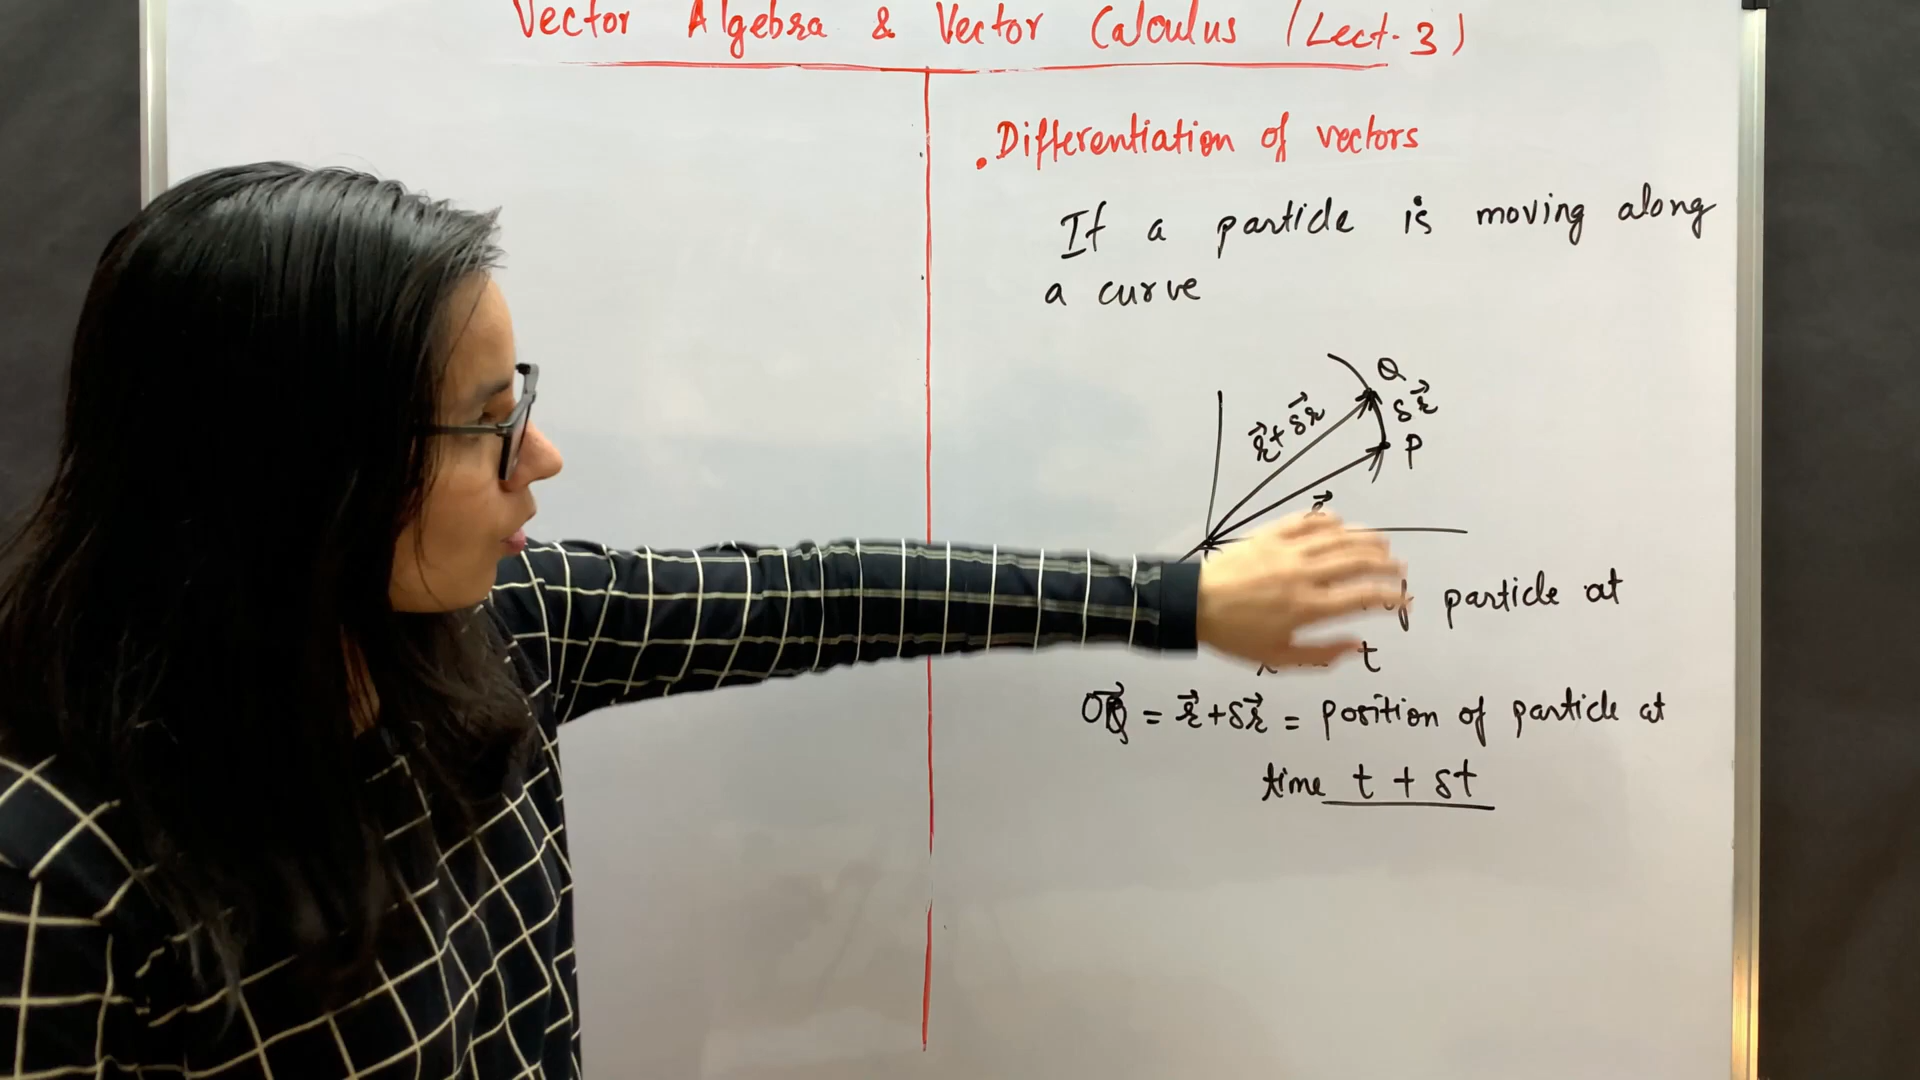 Vector Algebra & Vector Calculus (Lect-3)
• Differentiation of vectors
If a particle is moving along
a curve
Q
δr⃗
r⃗+δr⃗
P
r⃗
of particle at
t
OQ⃗ = r⃗+δr⃗ = position of particle at
time t + δt